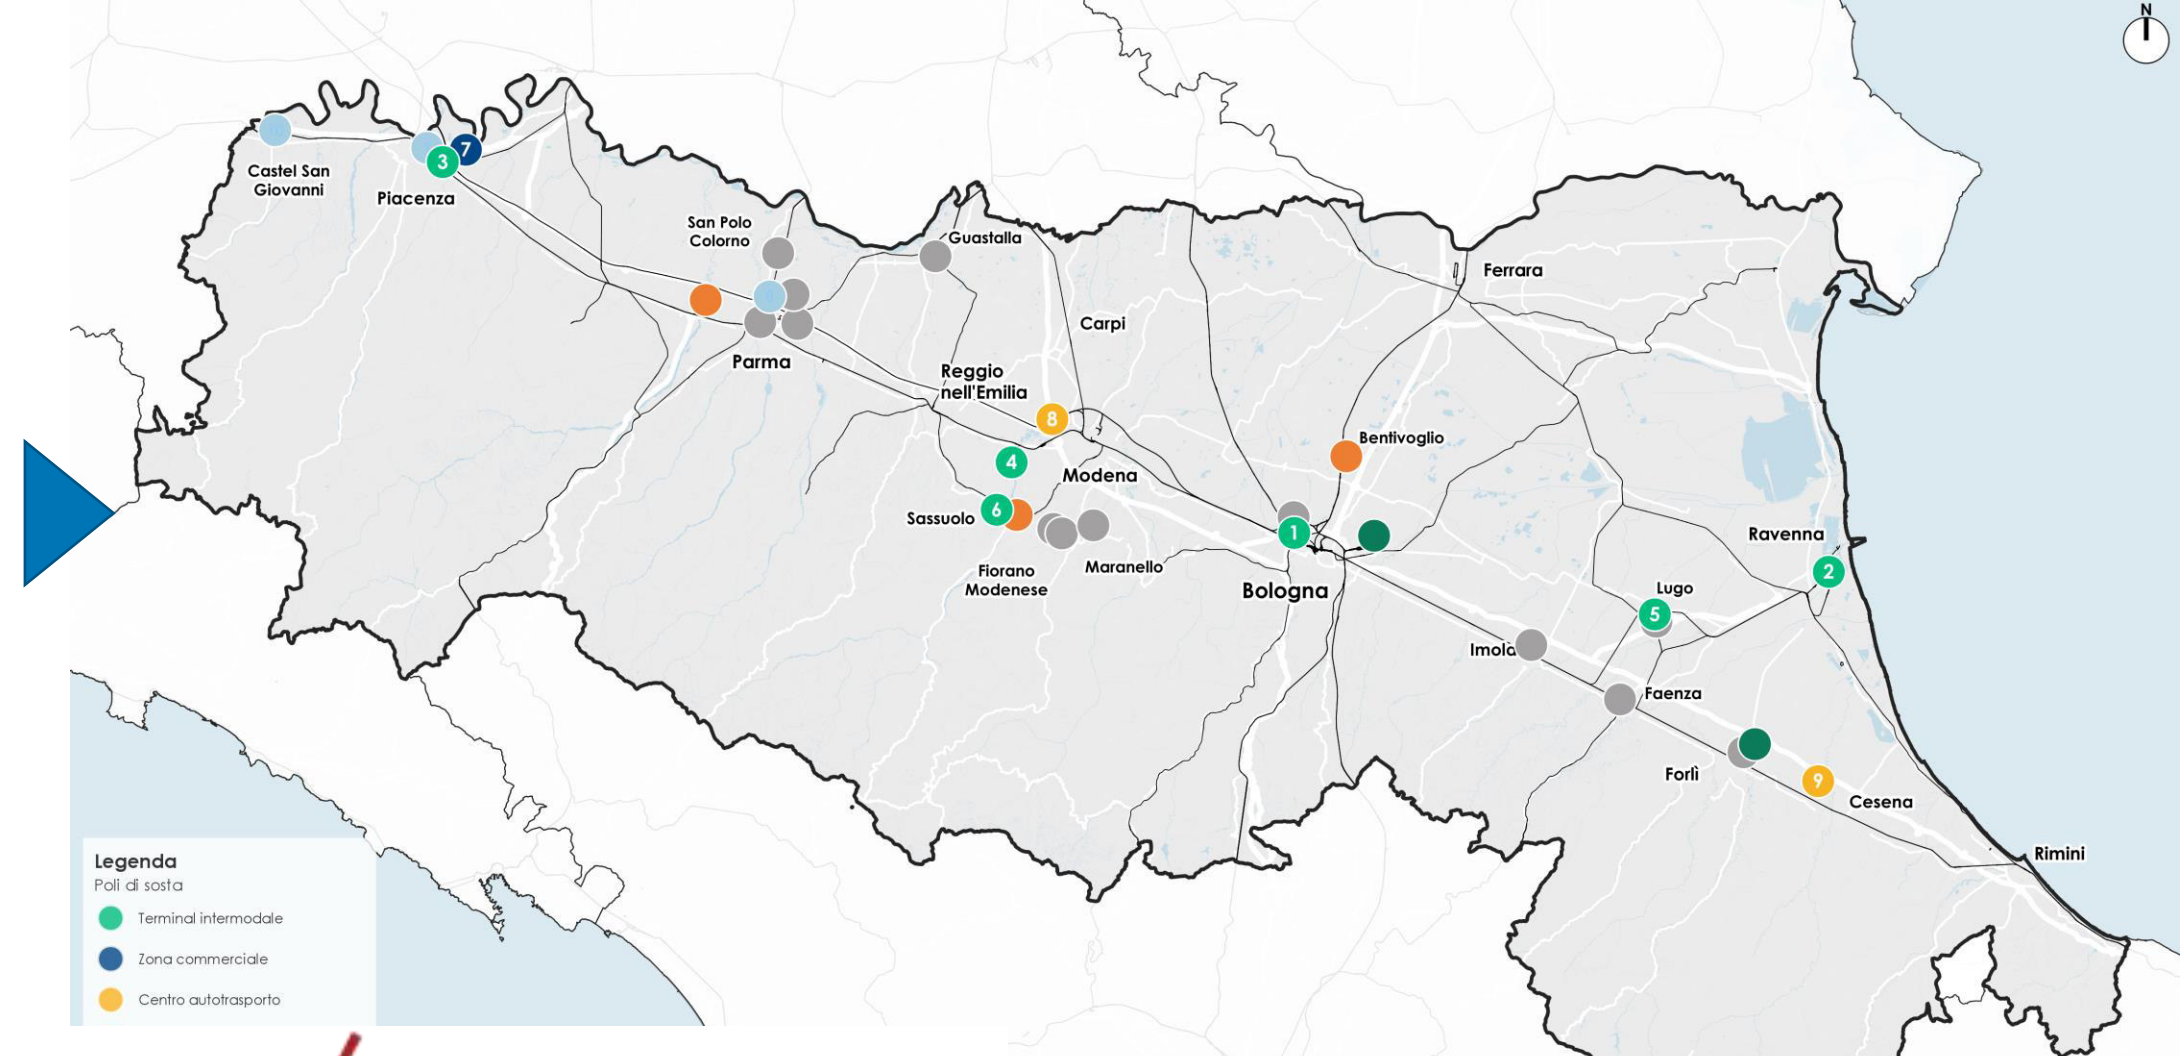 N
7
3
Castel San
Giovanni
Piacenza
San Polo
Colorno
Guastalla
Ferrara
Carpi
Parma
Reggio
nell'Emilia
8
Bentivoglio
4
Modena
6
Sassuolo
1
Ravenna
Maranello
Fiorano
Modenese
2
Bologna
Lugo
5
Imola
Faenza
Forlì
9
Cesena
Rimini
Legenda
Poli di sosta
Terminal intermodale
Zona commerciale
Centro autotrasporto